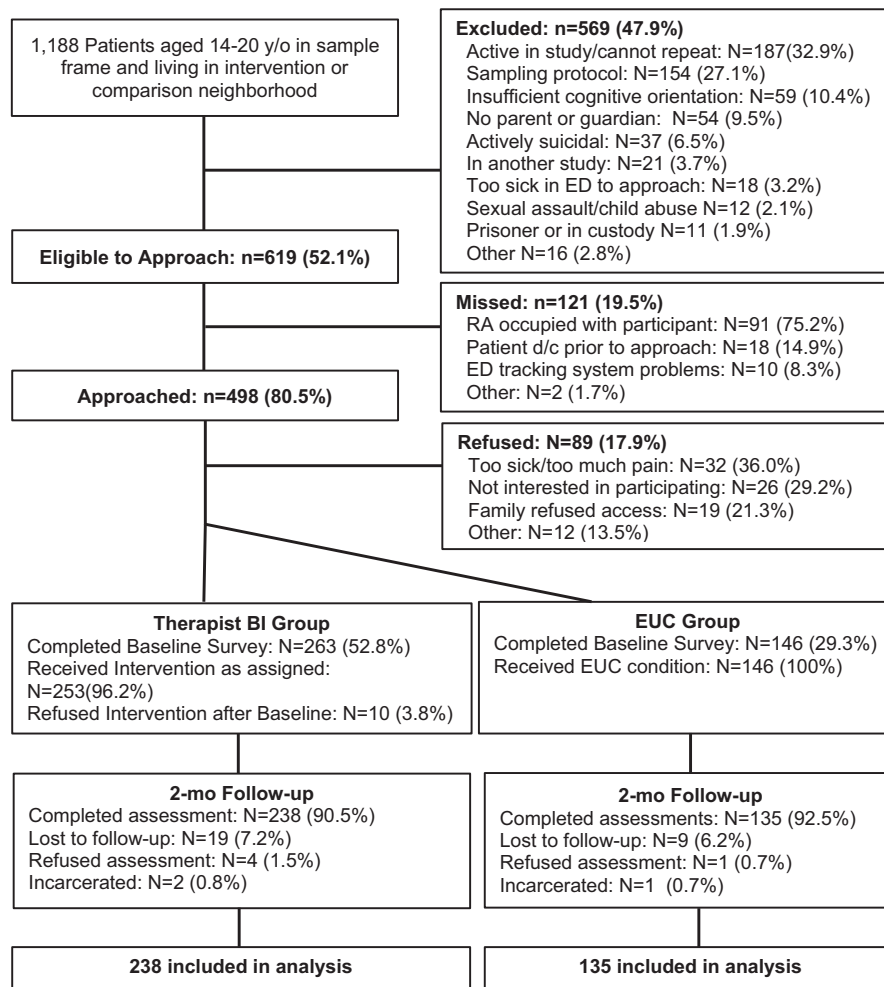 1,188 Patients aged 14-20 y/o in sample
frame and living in intervention or
comparison neighborhood
Excluded: n=569 (47.9%)
Active in study/cannot repeat: N=187(32.9%)
Sampling protocol: N=154 (27.1%)
Insufficient cognitive orientation: N=59 (10.4%)
No parent or guardian: N=54 (9.5%)
Actively suicidal: N=37 (6.5%)
In another study: N=21 (3.7%)
Too sick in ED to approach: N=18 (3.2%)
Sexual assault/child abuse N=12 (2.1%)
Prisoner or in custody N=11 (1.9%)
Other N=16 (2.8%)
Eligible to Approach: n=619 (52.1%)
Missed: n=121 (19.5%)
RA occupied with participant: N=91 (75.2%)
Patient d/c prior to approach: N=18 (14.9%)
ED tracking system problems: N=10 (8.3%)
Other: N=2 (1.7%)
Approached: n=498 (80.5%)
Refused: N=89 (17.9%)
Too sick/too much pain: N=32 (36.0%)
Not interested in participating: N=26 (29.2%)
Family refused access: N=19 (21.3%)
Other: N=12 (13.5%)
Therapist BI Group
Completed Baseline Survey: N=263 (52.8%)
Received Intervention as assigned:
N=253(96.2%)
Refused Intervention after Baseline: N=10 (3.8%)
EUC Group
Completed Baseline Survey: N=146 (29.3%)
Received EUC condition: N=146 (100%)
2-mo Follow-up
Completed assessment: N=238 (90.5%)
Lost to follow-up: N=19 (7.2%)
Refused assessment: N=4 (1.5%)
Incarcerated: N=2 (0.8%)
2-mo Follow-up
Completed assessments: N=135 (92.5%)
Lost to follow-up: N=9 (6.2%)
Refused assessment: N=1 (0.7%)
Incarcerated: N=1 (0.7%)
238 included in analysis
135 included in analysis